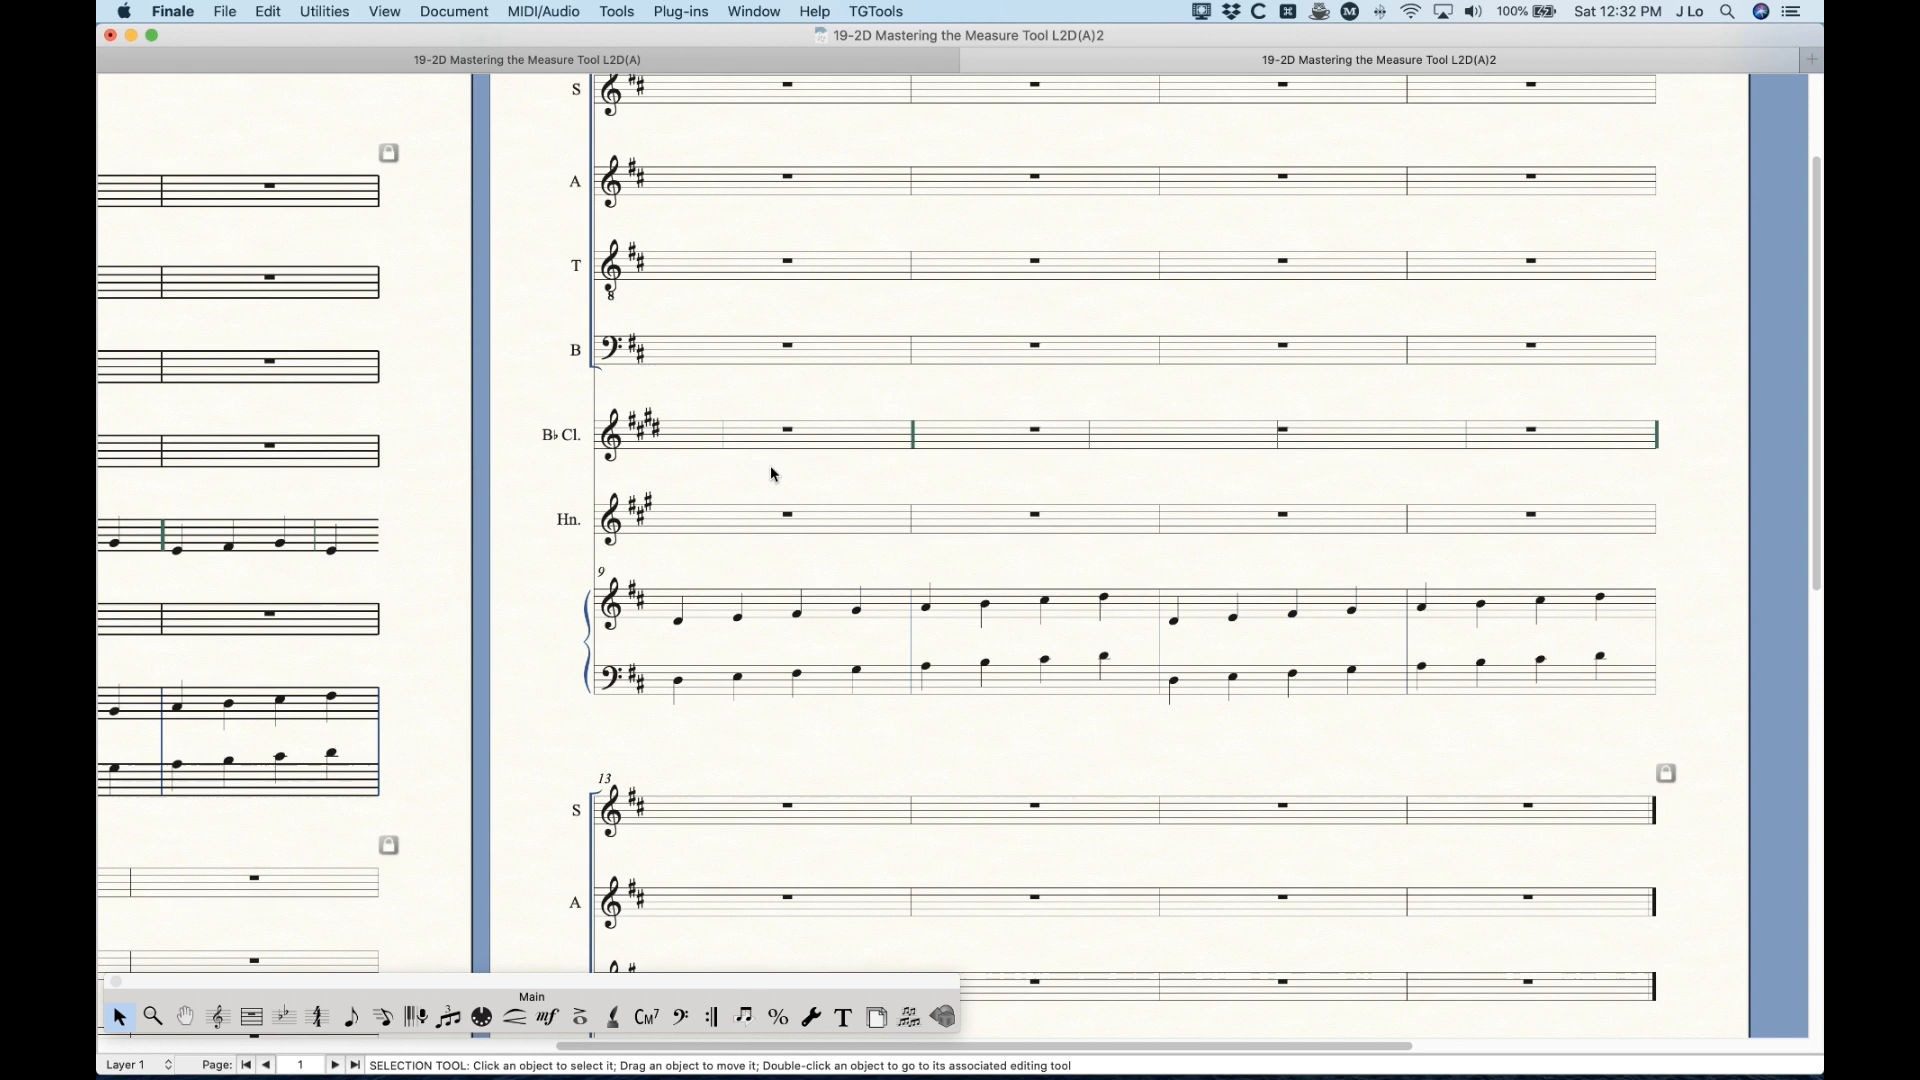 Finale File Edit Utilities View Document MIDI/Audio Tools Plug-ins Window Help TGTools 100% Sat 12:32 PM J Lo
19-2D Mastering the Measure Tool L2D(A)2
19-2D Mastering the Measure Tool L2D(A) 19-2D Mastering the Measure Tool L2D(A)2
S
A
T
8
B
B♭ Cl.
Hn.
9
13
S
A
Main
mf CM7 % T
Layer 1 Page: 1 SELECTION TOOL: Click an object to select it; Drag an object to move it; Double-click an object to go to its associated editing tool